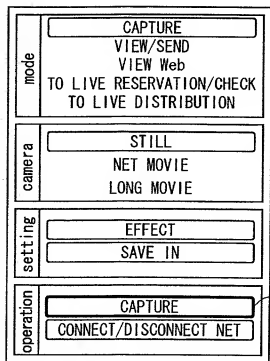 mode
CAPTURE
VIEW/SEND
VIEW Web
TO LIVE RESERVATION/CHECK
TO LIVE DISTRIBUTION
camera
STILL
NET MOVIE
LONG MOVIE
setting
EFFECT
SAVE IN
operation
CAPTURE
CONNECT/DISCONNECT NET